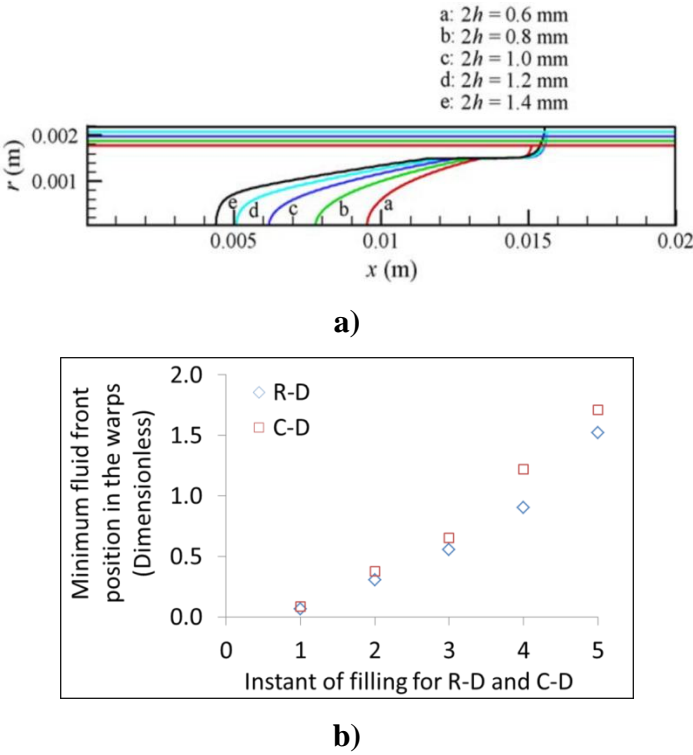 a: 2h = 0.6 mm
b: 2h = 0.8 mm
c: 2h = 1.0 mm
d: 2h = 1.2 mm
e: 2h = 1.4 mm
r (m)
0.002
0.001
e d c b a
0.005 0.01 0.015 0.02
x (m)
a)
Minimum fluid front
position in the warps
(Dimensionless)
2.0
1.5
1.0
0.5
0.0
R-D
C-D
0 1 2 3 4 5
Instant of filling for R-D and C-D
b)